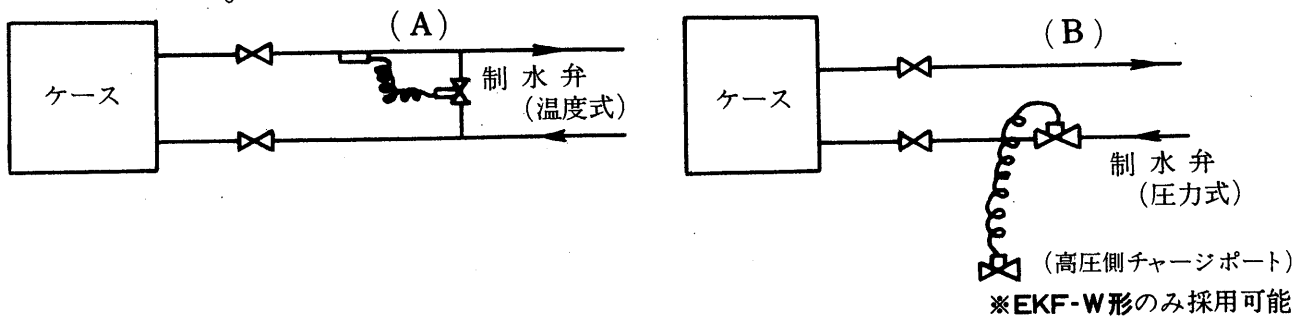 (A)
ケース
制水弁
(温度式)
(B)
ケース
制水弁
(圧力式)
(高圧側チャージポート)
※EKF-W形のみ採用可能